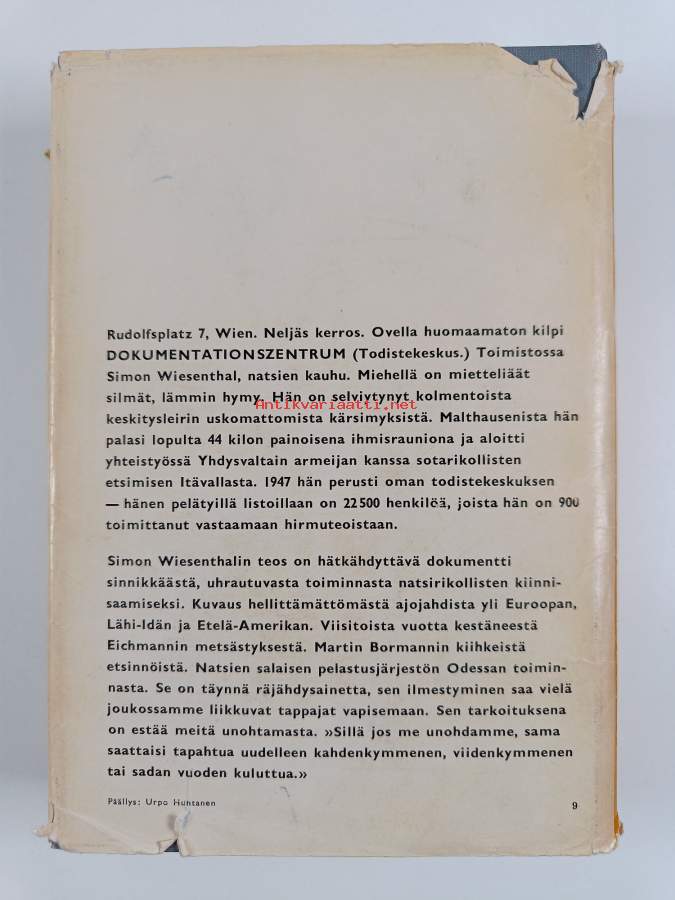 Rudolfsplatz 7, Wien. Neljäs kerros. Ovella huomaamaton kilpi
DOKUMENTATIONSZENTRUM (Todistekeskus.) Toimistossa
Simon Wiesenthal, natsien kauhu. Miehellä on mietteliäät
silmät, lämmin hymy. Hän on selviytynyt kolmentoista
Antikvariaatti.net
keskitysleirin uskomattomista kärsimyksistä. Malthausenista hän
palasi lopulta 44 kilon painoisena ihmisrauniona ja aloitti
yhteistyössä Yhdysvaltain armeijan kanssa sotarikollisten
etsimisen Itävallasta. 1947 hän perusti oman todistekeskuksen
— hänen pelätyillä listoillaan on 22 500 henkilöä, joista hän on 900
toimittanut vastaamaan hirmuteoistaan.
Simon Wiesenthalin teos on hätkähdyttävä dokumentti
sinnikkäästä, uhrautuvasta toiminnasta natsirikollisten kiinni-
saamiseksi. Kuvaus hellittämättömästä ajojahdista yli Euroopan,
Lähi-Idän ja Etelä-Amerikan. Viisitoista vuotta kestäneestä
Eichmannin metsästyksestä. Martin Bormannin kiihkeistä
etsinnöistä. Natsien salaisen pelastusjärjestön Odessan toimin-
nasta. Se on täynnä räjähdysainetta, sen ilmestyminen saa vielä
joukossamme liikkuvat tappajat vapisemaan. Sen tarkoituksena
on estää meitä unohtamasta. »Sillä jos me unohdamme, sama
saattaisi tapahtua uudelleen kahdenkymmenen, viidenkymmenen
tai sadan vuoden kuluttua.»
Päällys: Urpo Huhtanen
9